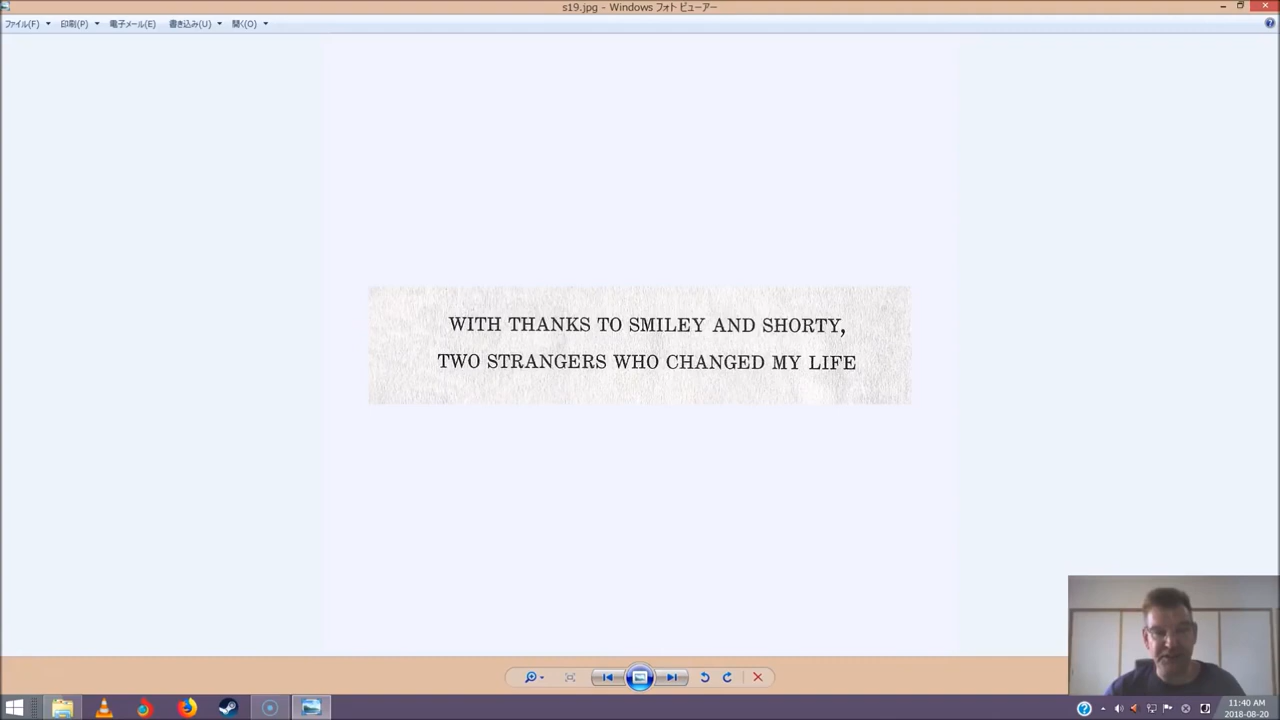 s19.jpg - Windows フォト ビューアー
ファイル(F) 印刷(P) 電子メール(E) 書き込み(U) 開く(O)
WITH THANKS TO SMILEY AND SHORTY,
TWO STRANGERS WHO CHANGED MY LIFE
11:40 AM
2018-08-20